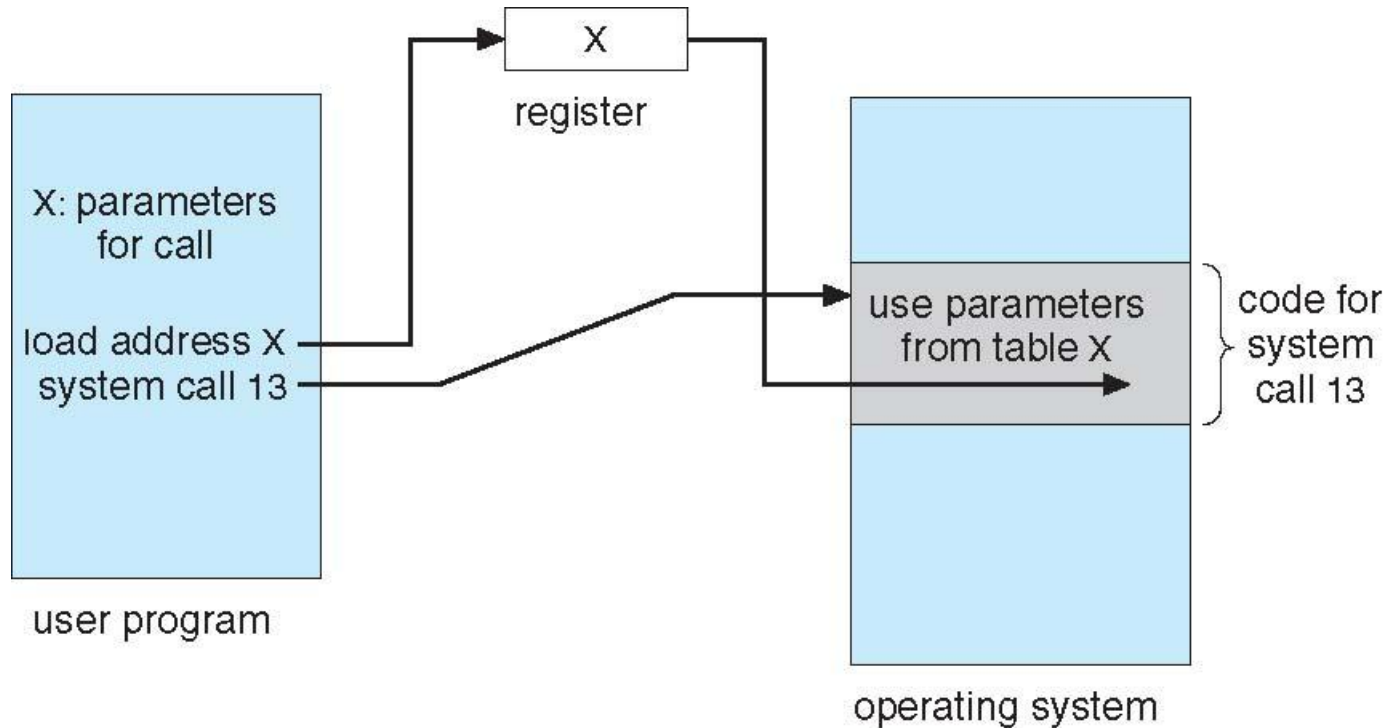 X
register
X: parameters
for call
load address X
system call 13
user program
use parameters
from table X
code for
system
call 13
operating system